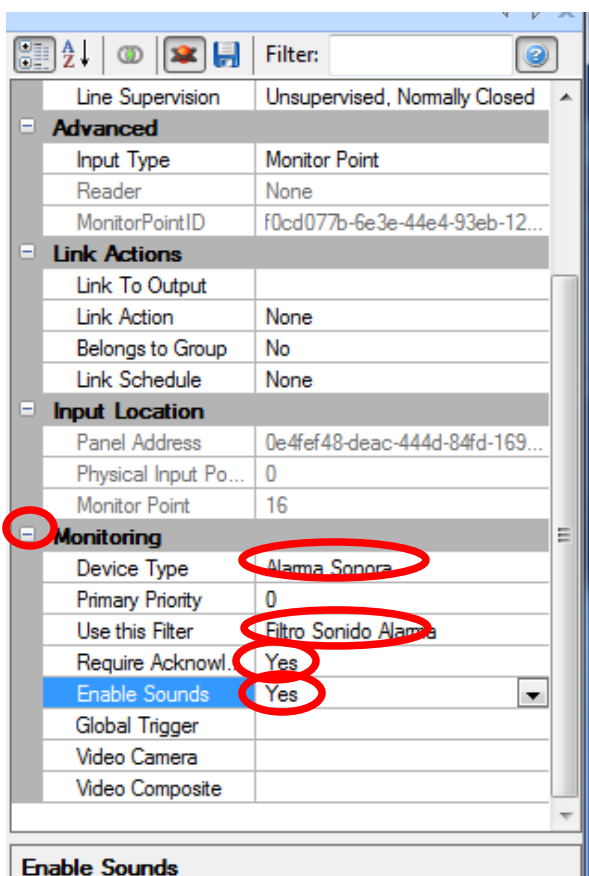 Filter:
Line Supervision Unsupervised, Normally Closed
Advanced
Input Type Monitor Point
Reader None
MonitorPointID f0cd077b-6e3e-44e4-93eb-12...
Link Actions
Link To Output
Link Action None
Belongs to Group No
Link Schedule None
Input Location
Panel Address 0e4fef48-deac-444d-84fd-169...
Physical Input Po... 0
Monitor Point 16
Monitoring
Device Type Alarma Sonora
Primary Priority 0
Use this Filter Filtro Sonido Alarma
Require Acknowl... Yes
Enable Sounds Yes
Global Trigger
Video Camera
Video Composite
Enable Sounds